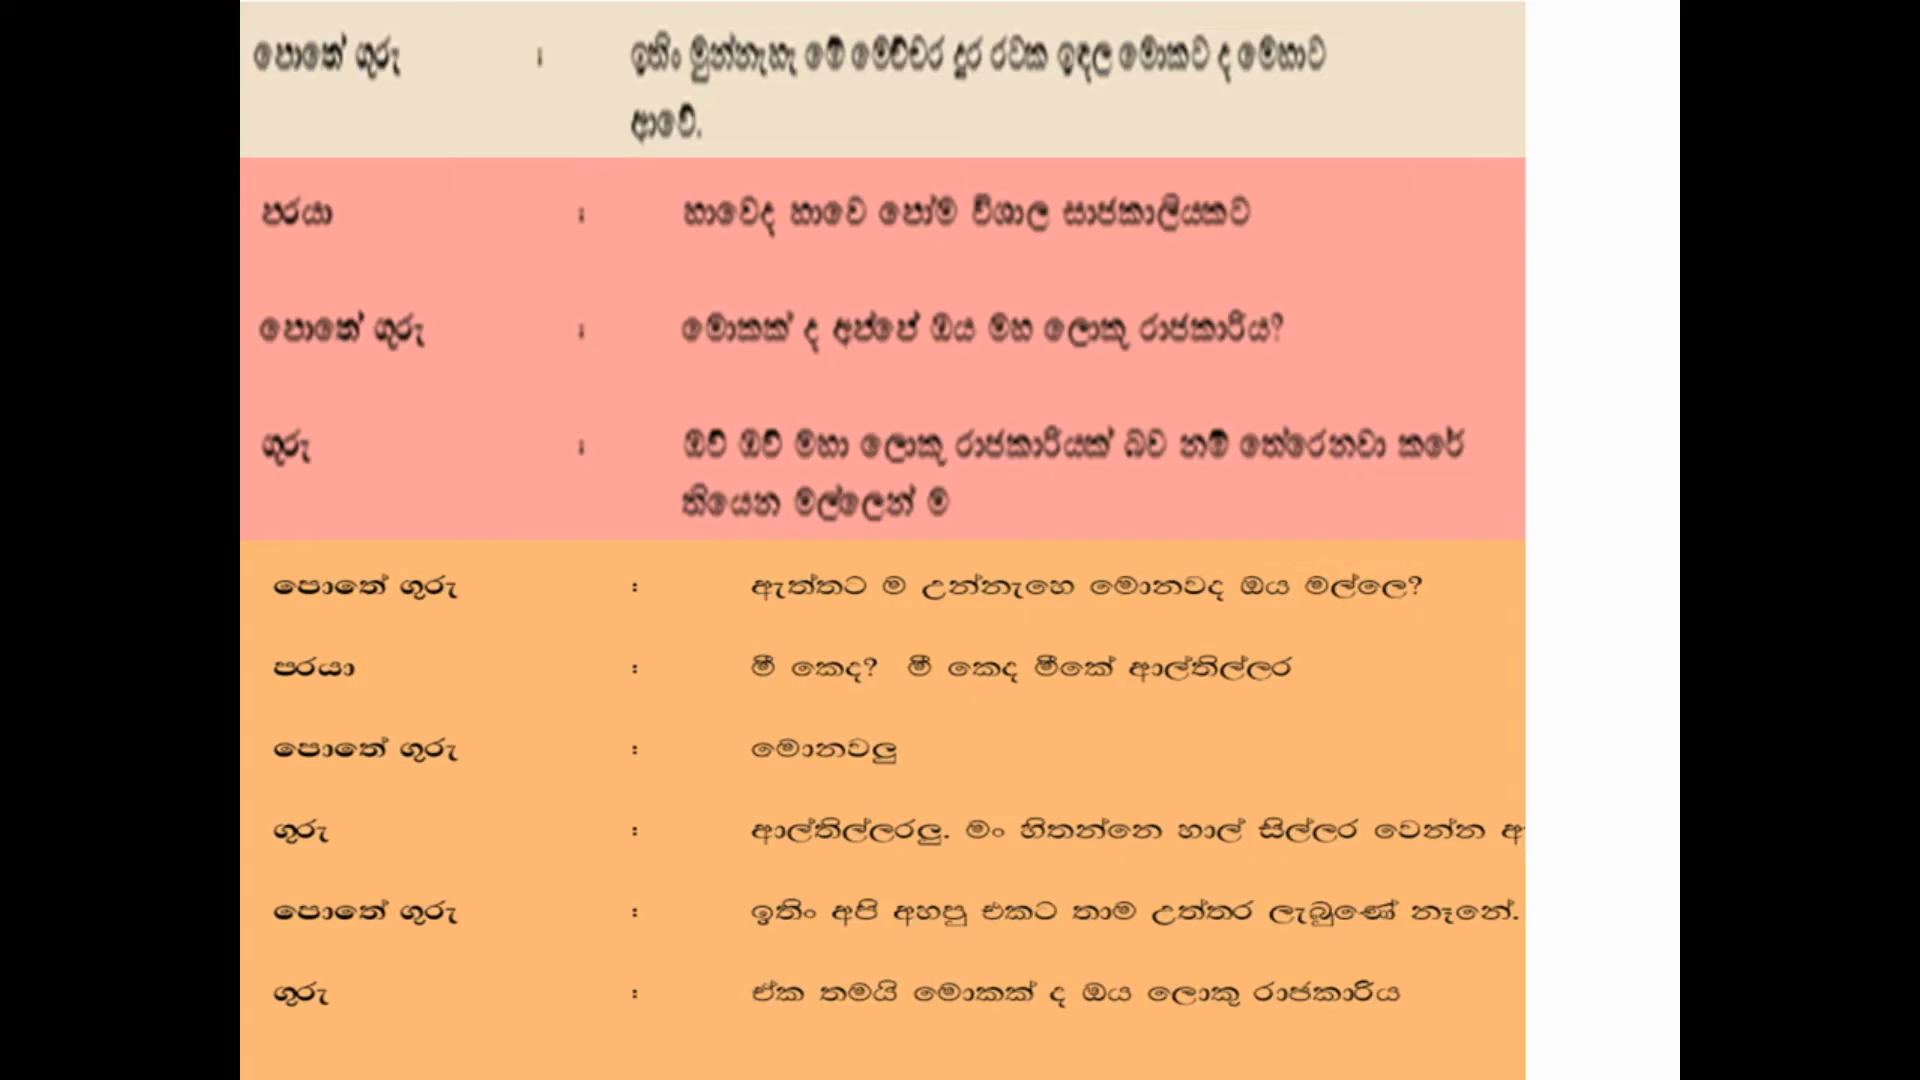 පොතේ ගුරු : ඉතිං මුන්නැහැ මේ මේච්චර දුර රටක ඉඳල මොකට ද මෙහාට
ආවේ.
පරයා : හාවෙද හාවෙ පෝම විශාල සාජකාලියකට
පොතේ ගුරු : මොකක් ද අප්පේ ඔය මහ ලොකු රාජකාරිය?
ගුරු : ඔව් ඔව් මහා ලොකු රාජකාරියක් බව නම් තේරෙනවා කරේ
තියෙන මල්ලෙන් ම
පොතේ ගුරු : ඇත්තට ම උන්නැහෙ මොනවද ඔය මල්ලෙ?
පරයා : මී කෙද? මී කෙද මීකේ ආල්තිල්ලර
පොතේ ගුරු : මොනවලු
ගුරු : ආල්තිල්ලරලු. මං හිතන්නෙ හාල් සිල්ලර වෙන්න
පොතේ ගුරු : ඉතිං අපි අහපු එකට තාම උත්තර ලැබුණේ නෑනේ.
ගුරු : ඒක තමයි මොකක් ද ඔය ලොකු රාජකාරිය